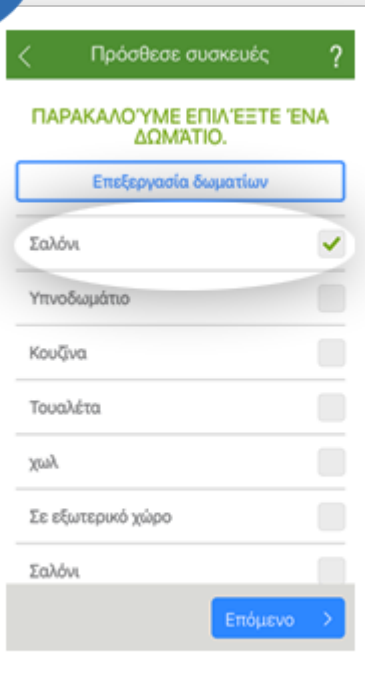 Πρόσθεσε συσκευές ?
ΠΑΡΑΚΑΛΟΎΜΕ ΕΠΙΛΈΞΤΕ ΈΝΑ
ΔΩΜΆΤΙΟ.
Επεξεργασία δωματίων
Σαλόνι
Υπνοδωμάτιο
Κουζίνα
Τουαλέτα
χωλ
Σε εξωτερικό χώρο
Σαλόνι
Επόμενο